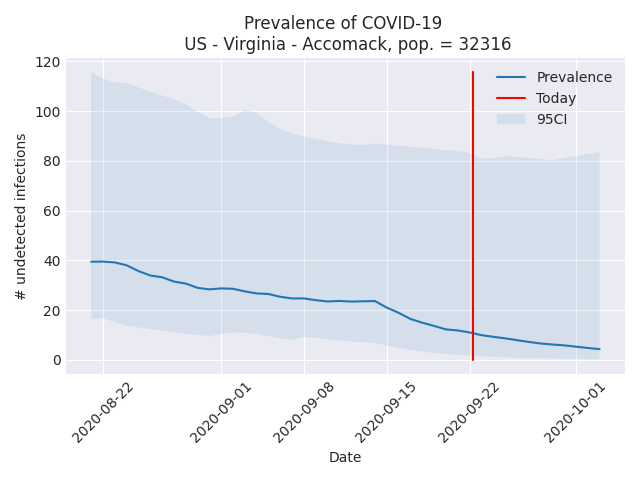 Prevalence of COVID-19
US - Virginia - Accomack, pop. = 32316
120
100
80
60
40
20
0
# undetected infections
Prevalence
Today
95CI
2020-08-22
2020-09-01
2020-09-08
2020-09-15
2020-09-22
2020-10-01
Date